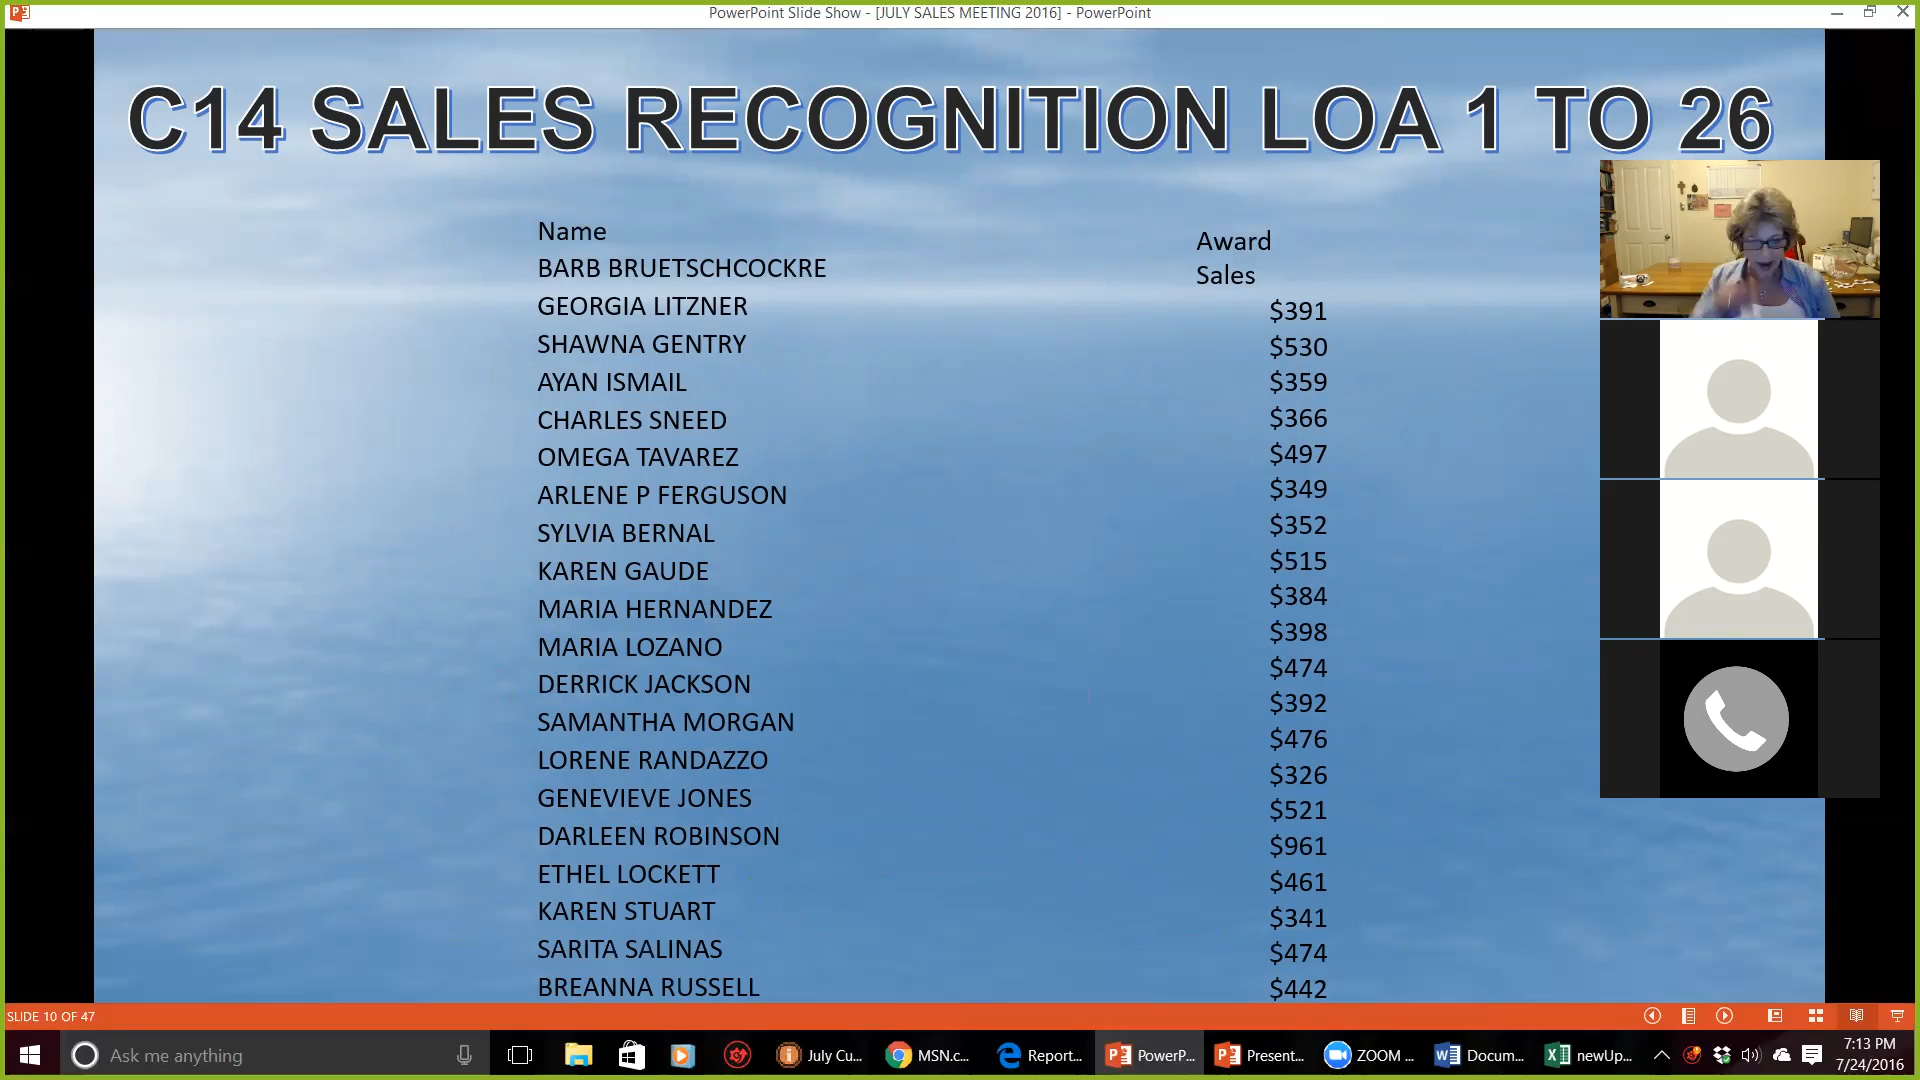 PowerPoint Slide Show - [JULY SALES MEETING 2016] - PowerPoint
C14 SALES RECOGNITION LOA 1 TO 26
Name
BARB BRUETSCHCOCKRE
GEORGIA LITZNER
SHAWNA GENTRY
AYAN ISMAIL
CHARLES SNEED
OMEGA TAVAREZ
ARLENE P FERGUSON
SYLVIA BERNAL
KAREN GAUDE
MARIA HERNANDEZ
MARIA LOZANO
DERRICK JACKSON
SAMANTHA MORGAN
LORENE RANDAZZO
GENEVIEVE JONES
DARLEEN ROBINSON
ETHEL LOCKETT
KAREN STUART
SARITA SALINAS
BREANNA RUSSELL
Award
Sales
$391
$530
$359
$366
$497
$349
$352
$515
$384
$398
$474
$392
$476
$326
$521
$961
$461
$341
$474
$442
SLIDE 10 OF 47
Ask me anything
July Cu...
MSN.c...
Report...
PowerP...
Present...
ZOOM ...
Docum...
newUp...
7:13 PM
7/24/2016